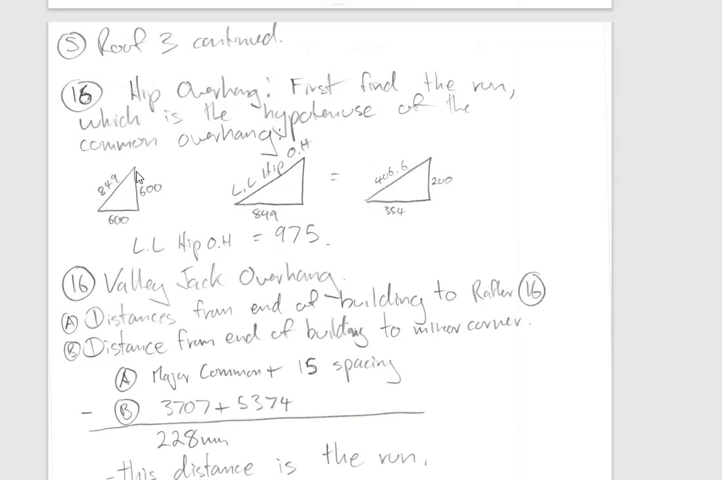 (5) Roof 3 continued.
(16) Hip Overhang: First find the run,
which is the hypotenuse of the
common overhangs!
849 600 600
L.L Hip O.H 849
=
406.6 200 354
L.L Hip O.H = 975.
(16) Valley Jack Overhang.
(A) Distances from end of building to Rafter (16)
(B) Distance from end of building to minor corner.
(A) Major Common + 15 spacing
- (B) 3707 + 5374
228mm
- this distance is the run.